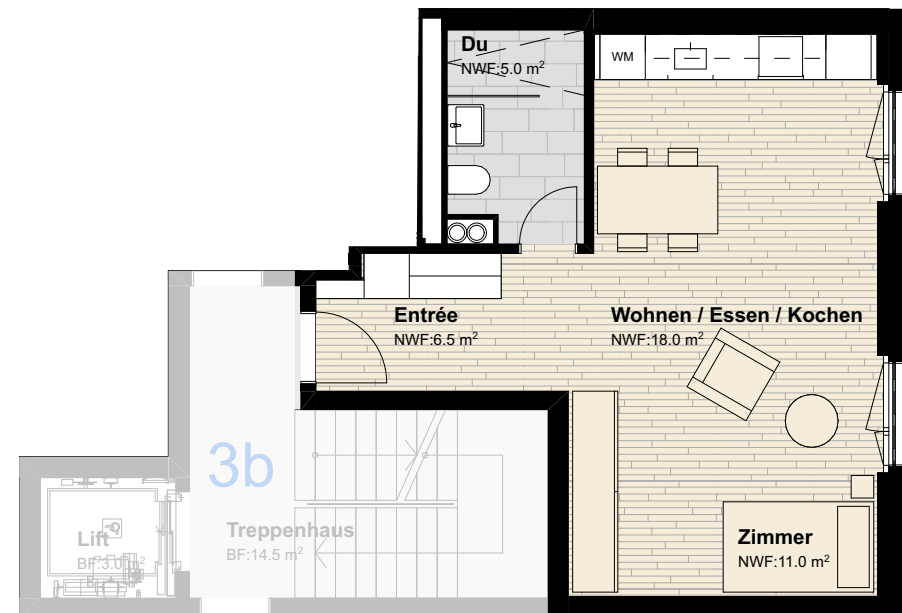 Du
NWF:5.0 m²
WM
Entrée
NWF:6.5 m²
Wohnen / Essen / Kochen
NWF:18.0 m²
3b
Treppenhaus
BF:14.5 m²
Lift
BF:3.0 m²
Zimmer
NWF:11.0 m²